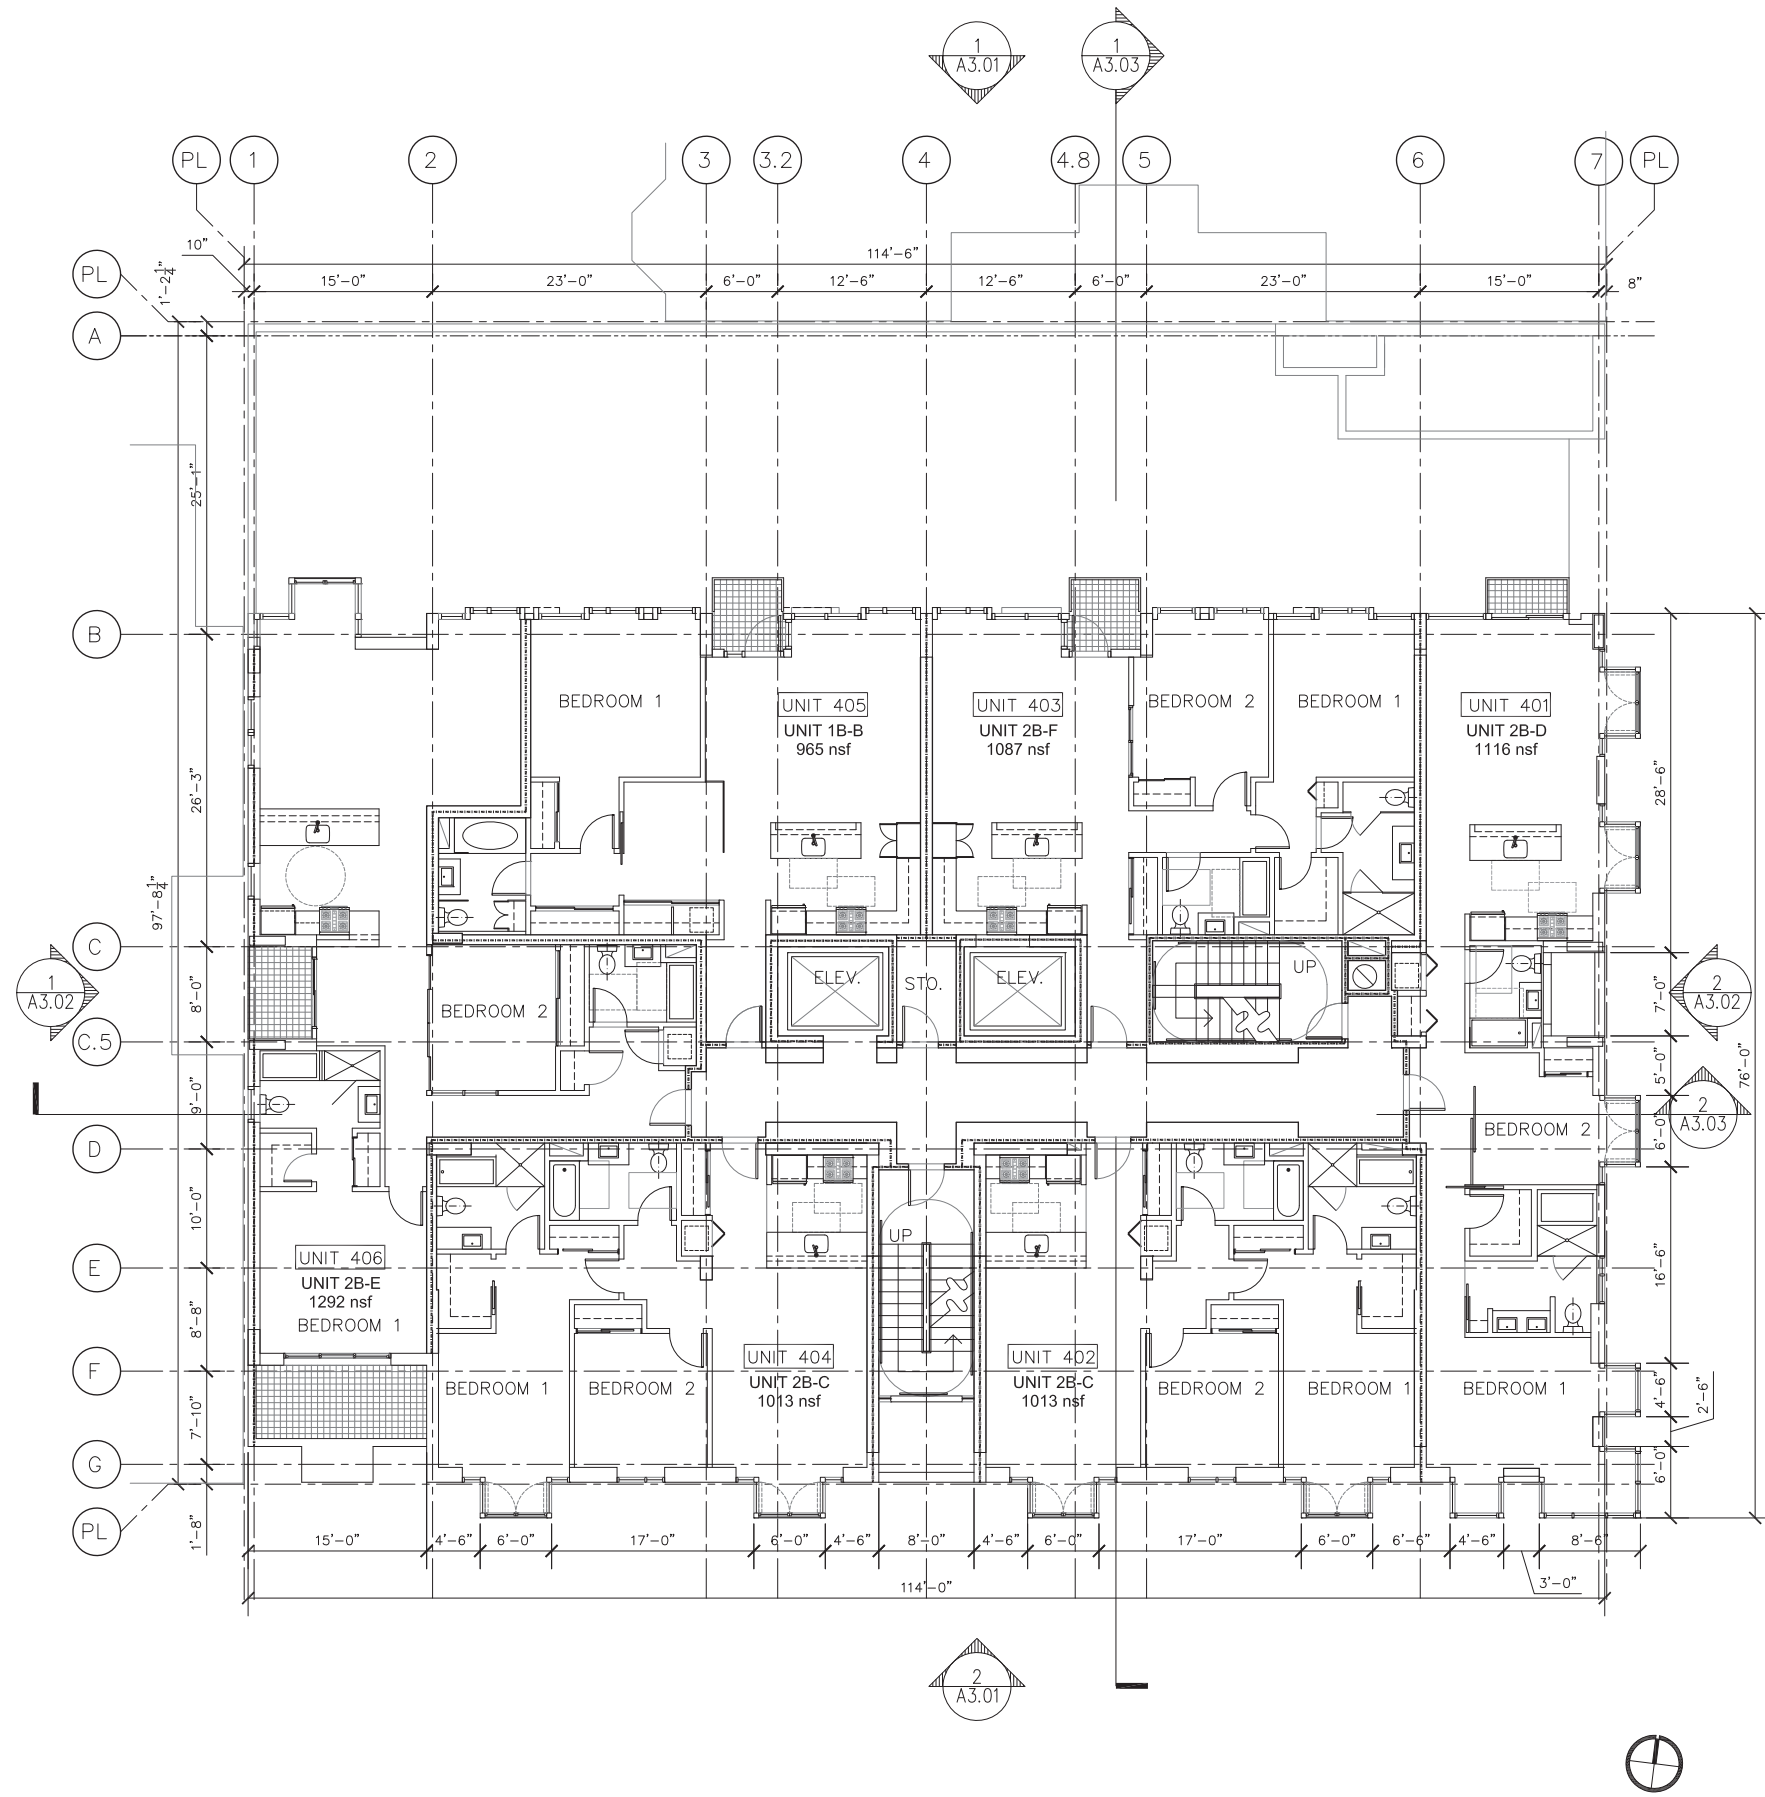 1
A3.01
1
A3.03
PL
1
2
3
3.2
4
4.8
5
6
7
PL
10"
114'-6"
PL
1'-2 1/4"
15'-0"
23'-0"
6'-0"
12'-6"
12'-6"
6'-0"
23'-0"
15'-0"
8"
A
25'-1"
B
BEDROOM 1
UNIT 405
UNIT 1B-B
965 nsf
UNIT 403
UNIT 2B-F
1087 nsf
BEDROOM 2
BEDROOM 1
UNIT 401
UNIT 2B-D
1116 nsf
26'-3"
28'-6"
97'-8 1/4"
C
1
A3.02
8'-0"
BEDROOM 2
ELEV.
STO.
ELEV.
UP
7'-0"
2
A3.02
C.5
9'-0"
5'-0"
76'-0"
2
A3.03
BEDROOM 2
6'-0"
D
10'-0"
UP
UNIT 406
UNIT 2B-E
1292 nsf
BEDROOM 1
E
16'-6"
8'-8"
UNIT 404
UNIT 2B-C
1013 nsf
UNIT 402
UNIT 2B-C
1013 nsf
F
BEDROOM 1
BEDROOM 2
BEDROOM 2
BEDROOM 1
BEDROOM 1
4'-6"
2'-6"
7'-10"
G
6'-0"
PL
1'-8"
15'-0"
4'-6"
6'-0"
17'-0"
6'-0"
4'-6"
8'-0"
4'-6"
6'-0"
17'-0"
6'-0"
6'-6"
4'-6"
8'-6"
3'-0"
114'-0"
2
A3.01